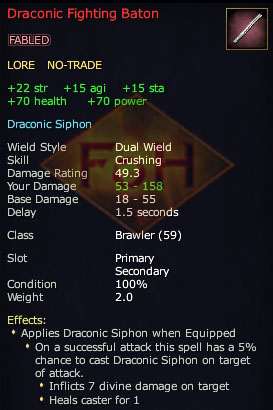 Draconic Fighting Baton
FABLED
LORE NO-TRADE
+22 str +15 agi +15 sta
+70 health +70 power
Draconic Siphon
Wield Style Dual Wield
Skill Crushing
Damage Rating 49.3
Your Damage 53 - 158
Base Damage 18 - 55
Delay 1.5 seconds
Class Brawler (59)
Slot Primary
Secondary
Condition 100%
Weight 2.0
Effects:
Applies Draconic Siphon when Equipped
On a successful attack this spell has a 5%
chance to cast Draconic Siphon on target
of attack.
Inflicts 7 divine damage on target
Heals caster for 1